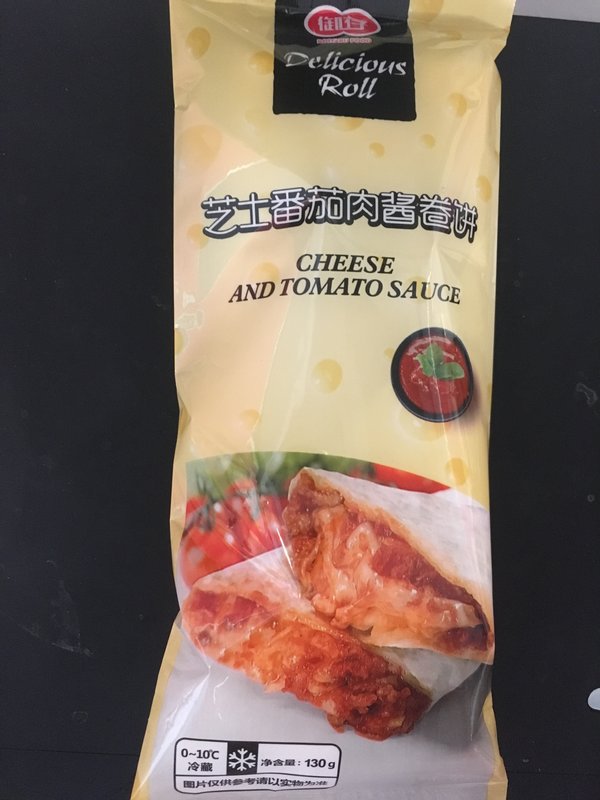 Delicious
Roll
芝士番茄肉酱卷饼
CHEESE
AND TOMATO SAUCE
0~10℃
冷藏
净含量：130g
图片仅供参考请以实物为准